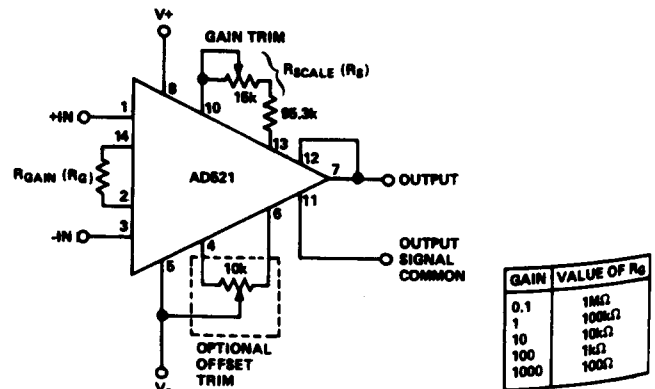 V+
GAIN TRIM
RSCALE (RS)
8
10
15k
95.3k
+IN
1
13
14
12
7
RGAIN (RG)
AD521
OUTPUT
2
11
6
-IN
3
4
OUTPUT
SIGNAL
COMMON
5
10k
OPTIONAL
OFFSET
TRIM
GAIN VALUE OF RG
0.1 1MΩ
1 100kΩ
10 10kΩ
100 1kΩ
1000 100Ω